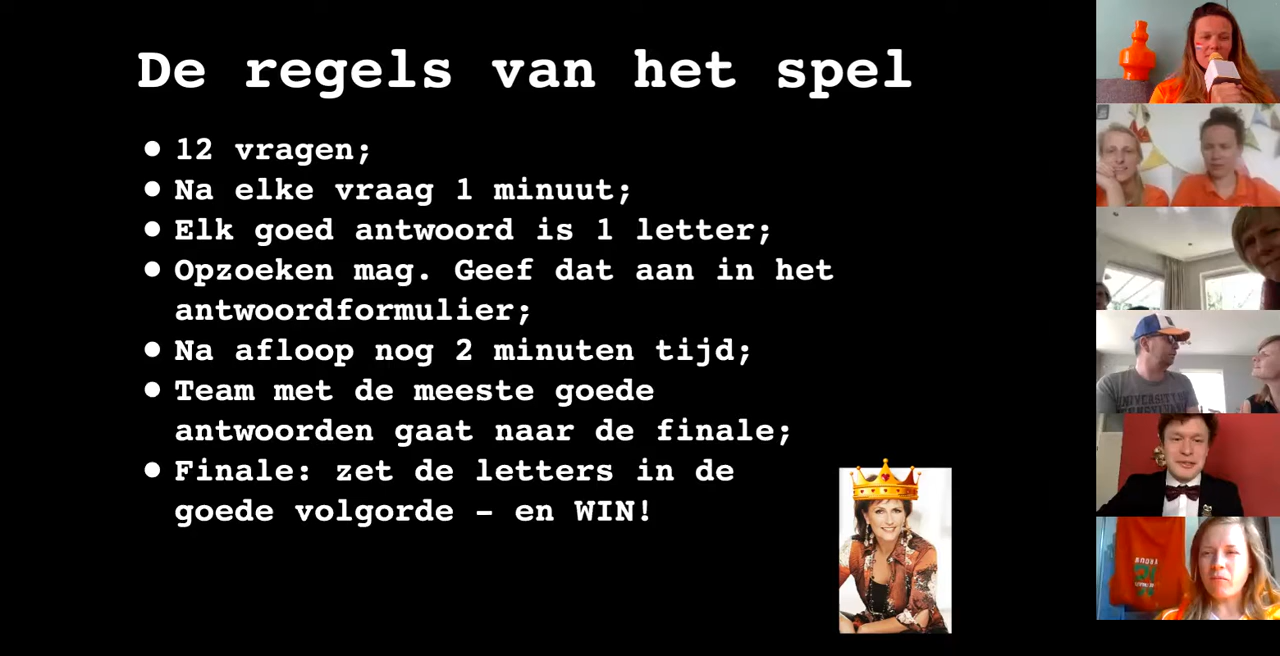 De regels van het spel
● 12 vragen;
● Na elke vraag 1 minuut;
● Elk goed antwoord is 1 letter;
● Opzoeken mag. Geef dat aan in het
antwoordformulier;
● Na afloop nog 2 minuten tijd;
● Team met de meeste goede
antwoorden gaat naar de finale;
● Finale: zet de letters in de
goede volgorde – en WIN!